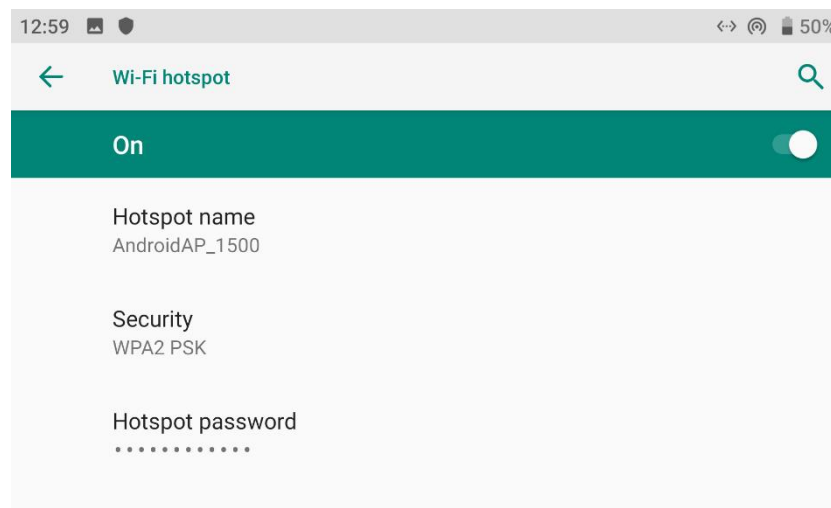 12:59 50%
Wi-Fi hotspot
On
Hotspot name
AndroidAP_1500
Security
WPA2 PSK
Hotspot password
••••••••••••